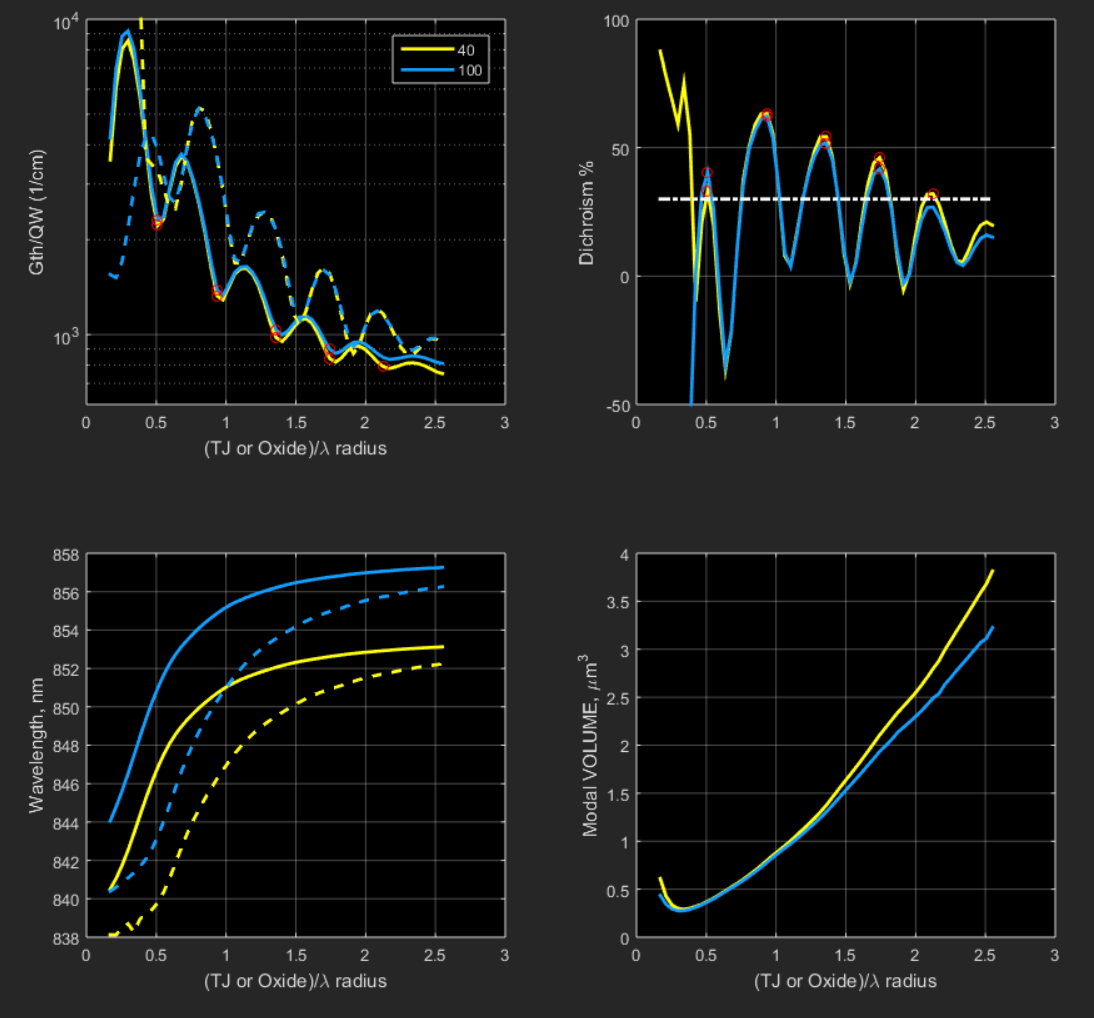 10^4
10^3
Gth/QW (1/cm)
40
100
0 0.5 1 1.5 2 2.5 3
(TJ or Oxide)/λ radius
100
50
0
-50
Dichroism %
0 0.5 1 1.5 2 2.5 3
858
856
854
852
850
848
846
844
842
840
838
Wavelength, nm
0 0.5 1 1.5 2 2.5 3
(TJ or Oxide)/λ radius
4
3.5
3
2.5
2
1.5
1
0.5
0
Modal VOLUME, μm^3
0 0.5 1 1.5 2 2.5 3
(TJ or Oxide)/λ radius